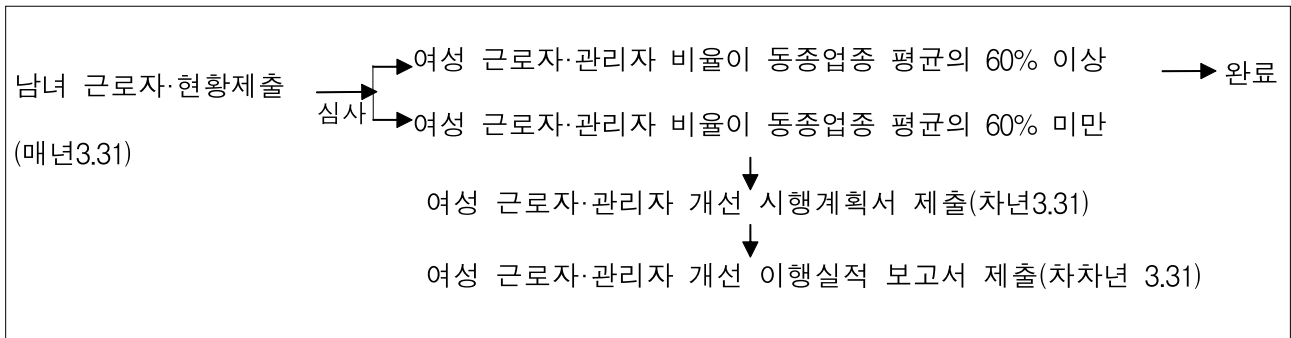 여성 근로자·관리자 비율이 동종업종 평균의 60% 이상
남녀 근로자·현황제출
심사
완료
여성 근로자·관리자 비율이 동종업종 평균의 60% 미만
(매년3.31)
여성 근로자·관리자 개선 시행계획서 제출(차년3.31)
여성 근로자·관리자 개선 이행실적 보고서 제출(차차년 3.31)